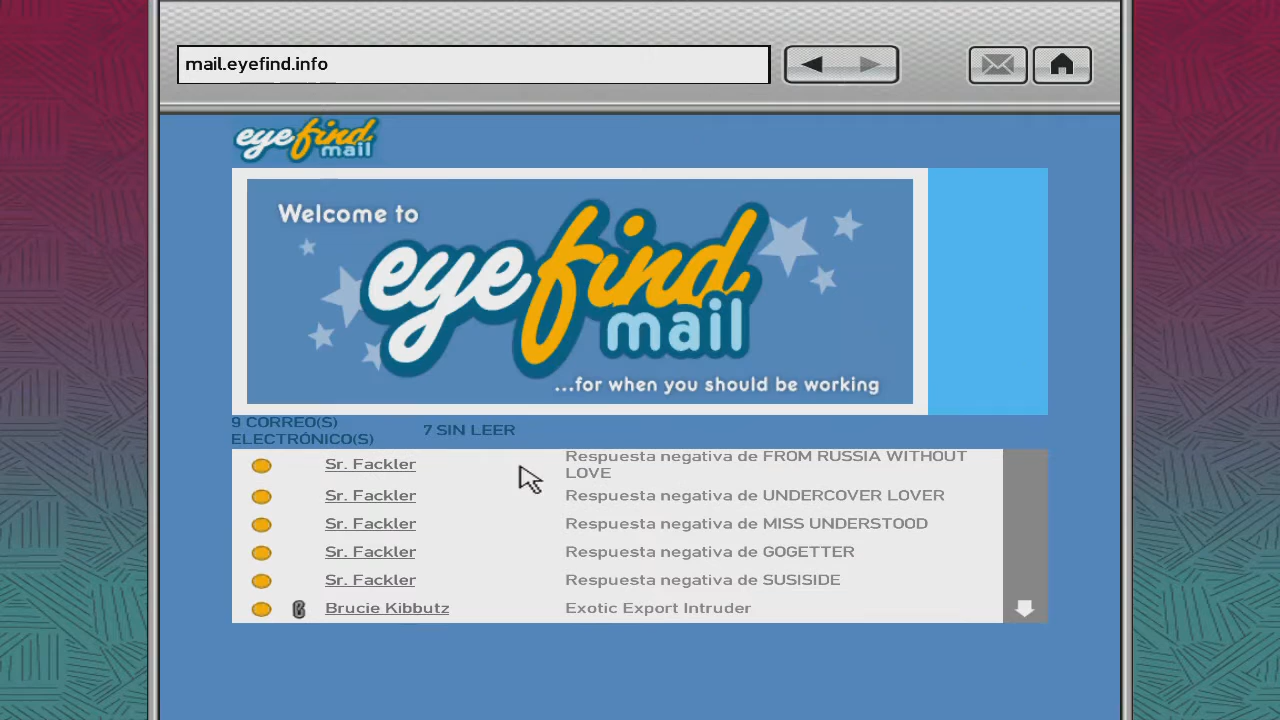 mail.eyefind.info
eyefind
mail
Welcome to
eyefind
mail
...for when you should be working
9 CORREO(S)
ELECTRÓNICO(S)
7 SIN LEER
Sr. Fackler
Respuesta negativa de FROM RUSSIA WITHOUT
LOVE
Sr. Fackler
Respuesta negativa de UNDERCOVER LOVER
Sr. Fackler
Respuesta negativa de MISS UNDERSTOOD
Sr. Fackler
Respuesta negativa de GOGETTER
Sr. Fackler
Respuesta negativa de SUSISIDE
Brucie Kibbutz
Exotic Export Intruder